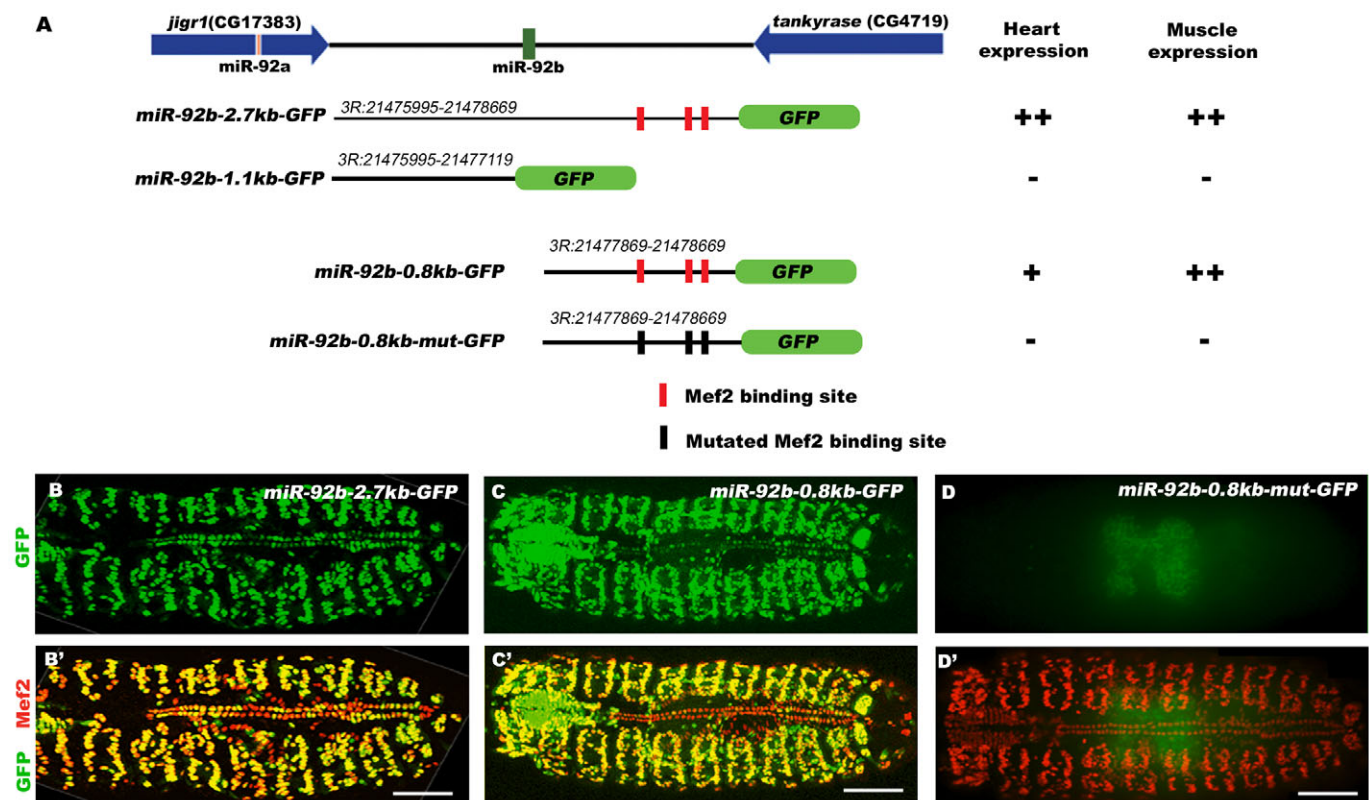 A
jigr1(CG17383)
tankyrase (CG4719)
Heart expression
Muscle expression
miR-92a
miR-92b
miR-92b-2.7kb-GFP
3R:21475995-21478669
GFP
++
++
miR-92b-1.1kb-GFP
3R:21475995-21477119
GFP
-
-
miR-92b-0.8kb-GFP
3R:21477869-21478669
GFP
+
++
miR-92b-0.8kb-mut-GFP
3R:21477869-21478669
GFP
-
-
Mef2 binding site
Mutated Mef2 binding site
GFP
B
miR-92b-2.7kb-GFP
C
miR-92b-0.8kb-GFP
D
miR-92b-0.8kb-mut-GFP
GFP Mef2
B'
C'
D'